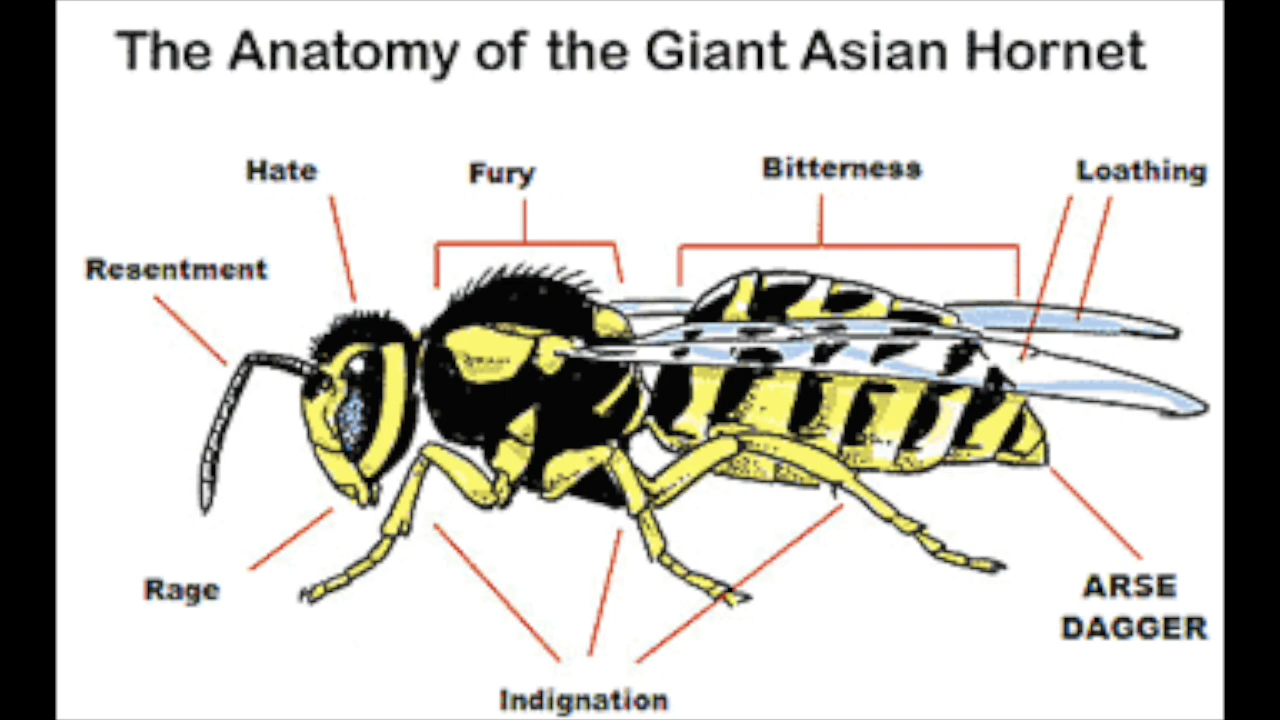 The Anatomy of the Giant Asian Hornet
Hate
Fury
Bitterness
Loathing
Resentment
Rage
ARSE
DAGGER
Indignation